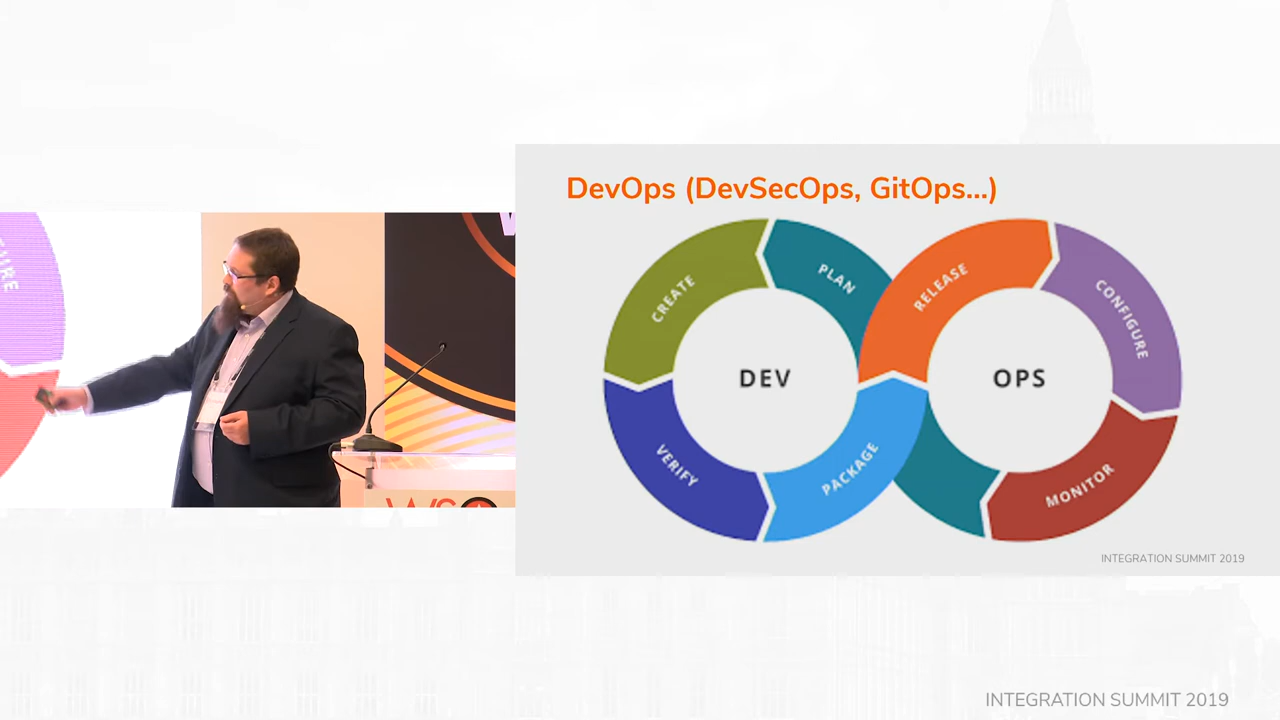 DevOps (DevSecOps, GitOps...)
CREATE
PLAN
RELEASE
CONFIGURE
DEV
OPS
VERIFY
PACKAGE
MONITOR
INTEGRATION SUMMIT 2019
INTEGRATION SUMMIT 2019